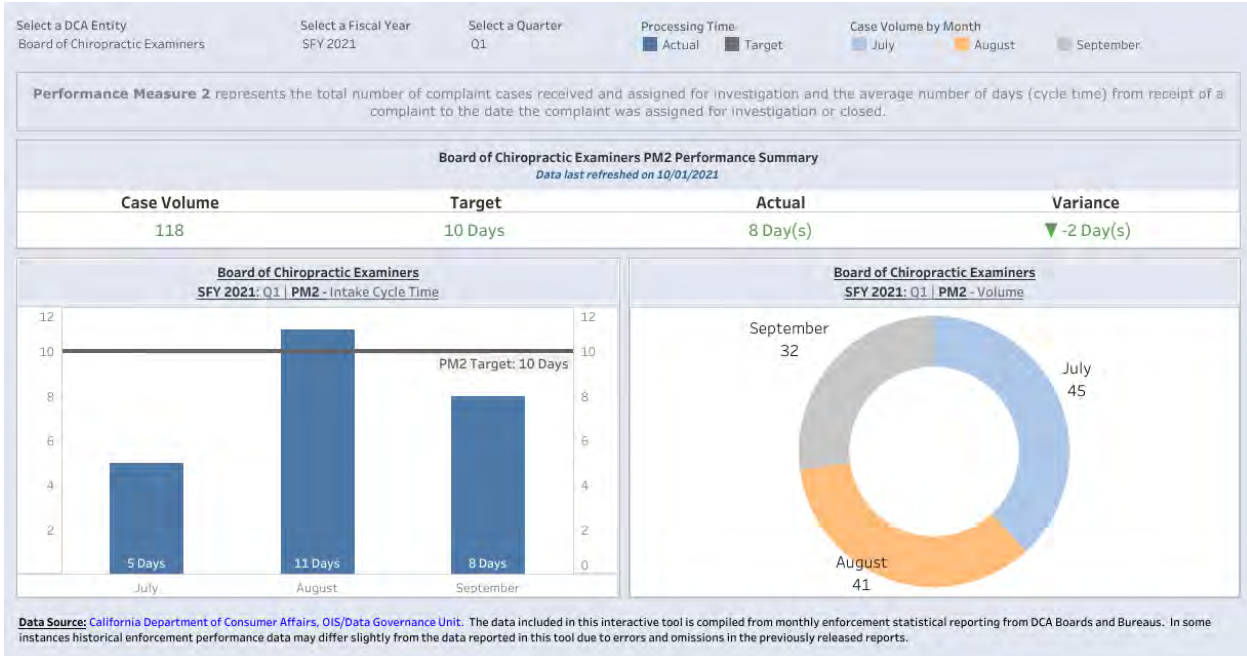 Select a DCA Entity
Board of Chiropractic Examiners
Select a Fiscal Year
SFY 2021
Select a Quarter
Q1
Processing Time
Actual Target
Case Volume by Month
July August September
Performance Measure 2 represents the total number of complaint cases received and assigned for investigation and the average number of days (cycle time) from receipt of a
complaint to the date the complaint was assigned for investigation or closed.
Board of Chiropractic Examiners PM2 Performance Summary
Data last refreshed on 10/01/2021
Case Volume Target Actual Variance
118 10 Days 8 Day(s) ▼ -2 Day(s)
Board of Chiropractic Examiners
SFY 2021: Q1 | PM2 - Intake Cycle Time
12 12
10 10
PM2 Target: 10 Days
8 8
6 6
4 4
2 2
0
5 Days 11 Days 8 Days
July August September
Board of Chiropractic Examiners
SFY 2021: Q1 | PM2 - Volume
September
32
July
45
August
41
Data Source: California Department of Consumer Affairs, OIS/Data Governance Unit. The data included in this interactive tool is compiled from monthly enforcement statistical reporting from DCA Boards and Bureaus. In some
instances historical enforcement performance data may differ slightly from the data reported in this tool due to errors and omissions in the previously released reports.